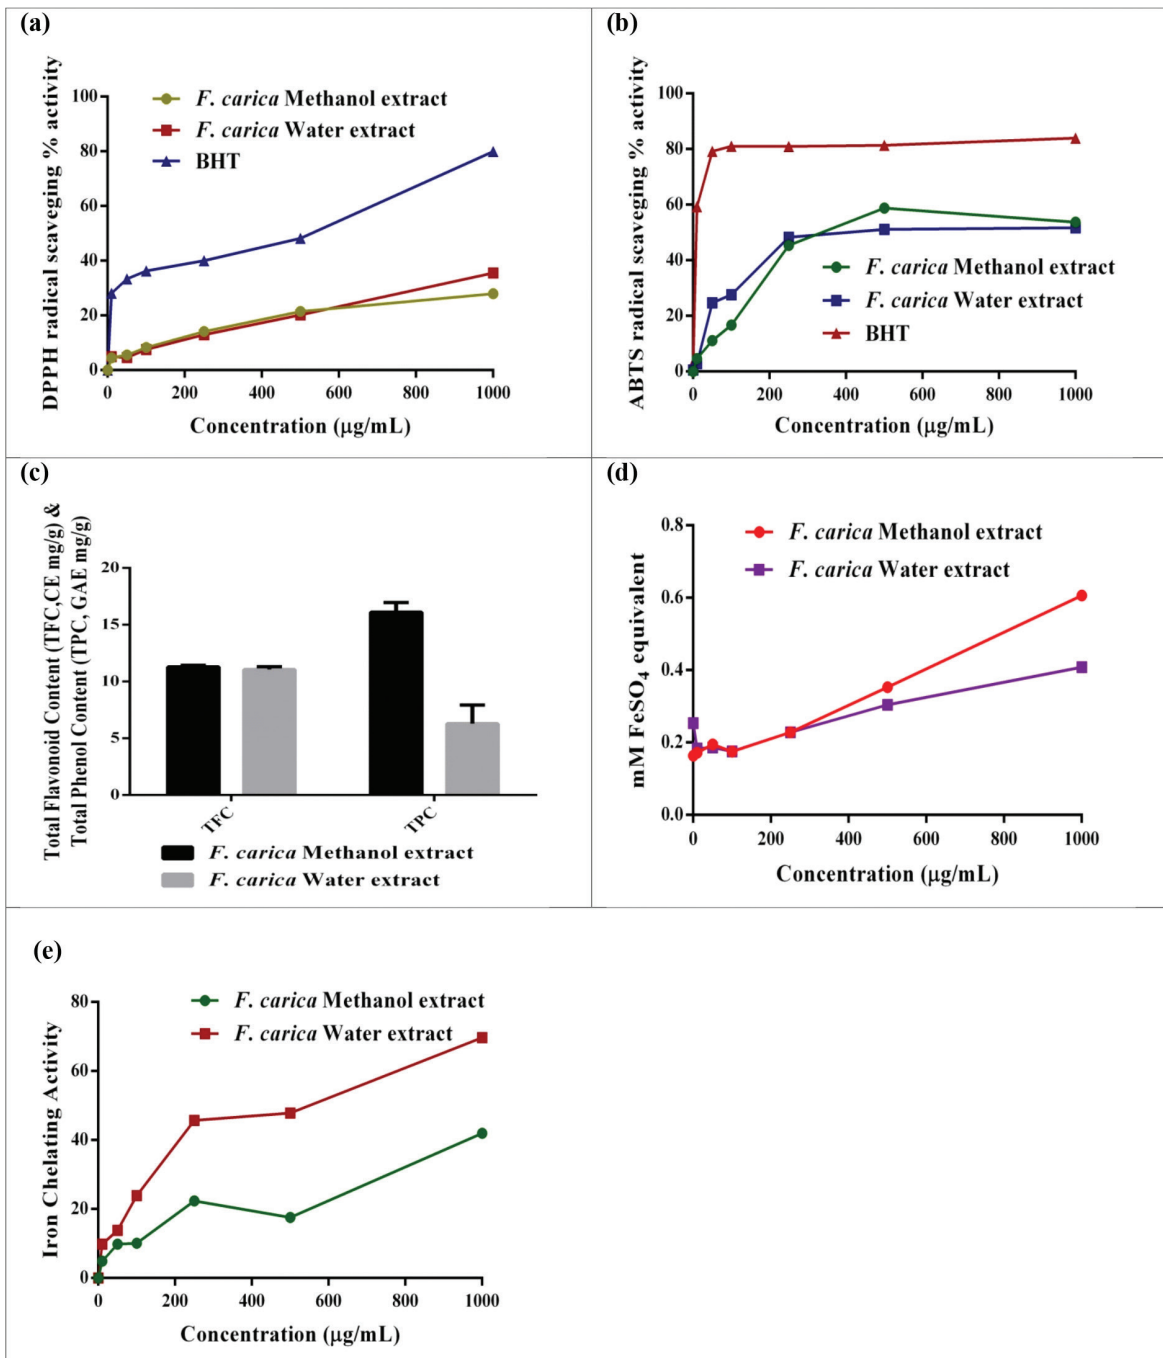 (a)
DPPH radical scaveging % activity
100
80
60
40
20
0
F. carica Methanol extract
F. carica Water extract
BHT
0 200 400 600 800 1000
Concentration (μg/mL)
(b)
ABTS radical scaveging % activity
100
80
60
40
20
0
F. carica Methanol extract
F. carica Water extract
BHT
0 200 400 600 800 1000
Concentration (μg/mL)
(c)
Total Flavonoid Content (TFC,CE mg/g) &
Total Phenol Content (TPC, GAE mg/g)
20
15
10
5
0
TFC TPC
F. carica Methanol extract
F. carica Water extract
(d)
mM FeSO4 equivalent
0.8
0.6
0.4
0.2
0.0
F. carica Methanol extract
F. carica Water extract
0 200 400 600 800 1000
Concentration (μg/mL)
(e)
Iron Chelating Activity
80
60
40
20
0
F. carica Methanol extract
F. carica Water extract
0 200 400 600 800 1000
Concentration (μg/mL)